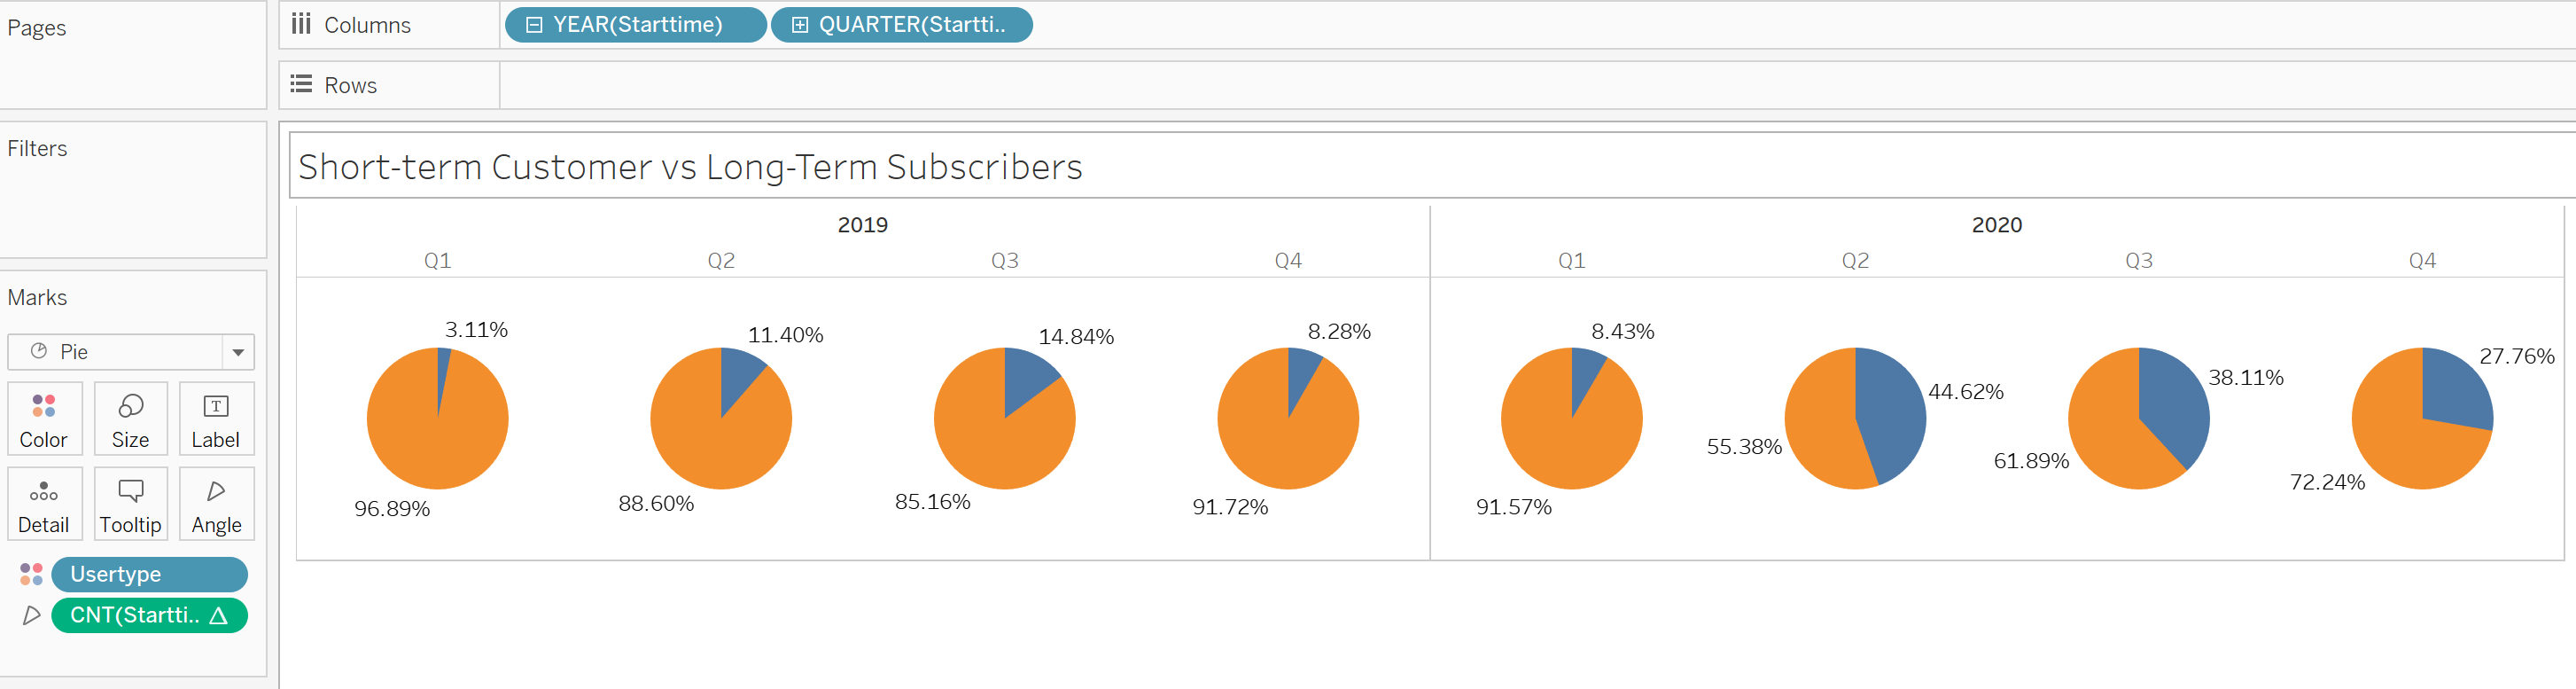 Pages
Columns
YEAR(Starttime)
QUARTER(Startti..
Rows
Filters
Short-term Customer vs Long-Term Subscribers
2019
2020
Q1 Q2 Q3 Q4 Q1 Q2 Q3 Q4
Marks
Pie
Color Size T Label
Detail Tooltip Angle
Usertype
CNT(Startti.. Δ
3.11% 11.40% 14.84% 8.28% 8.43% 44.62% 38.11% 27.76%
96.89% 88.60% 85.16% 91.72% 91.57% 55.38% 61.89% 72.24%